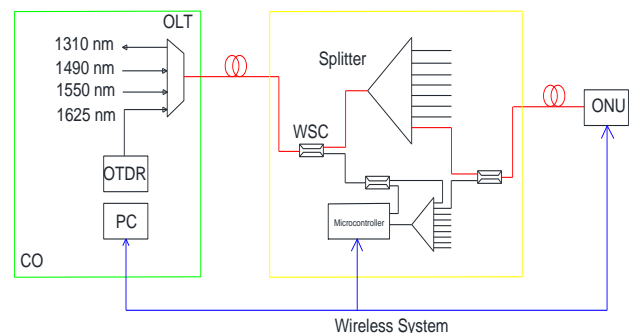 OLT
1310 nm
1490 nm
1550 nm
1625 nm
OTDR
PC
CO
Splitter
WSC
Microcontroller
ONU
Wireless System